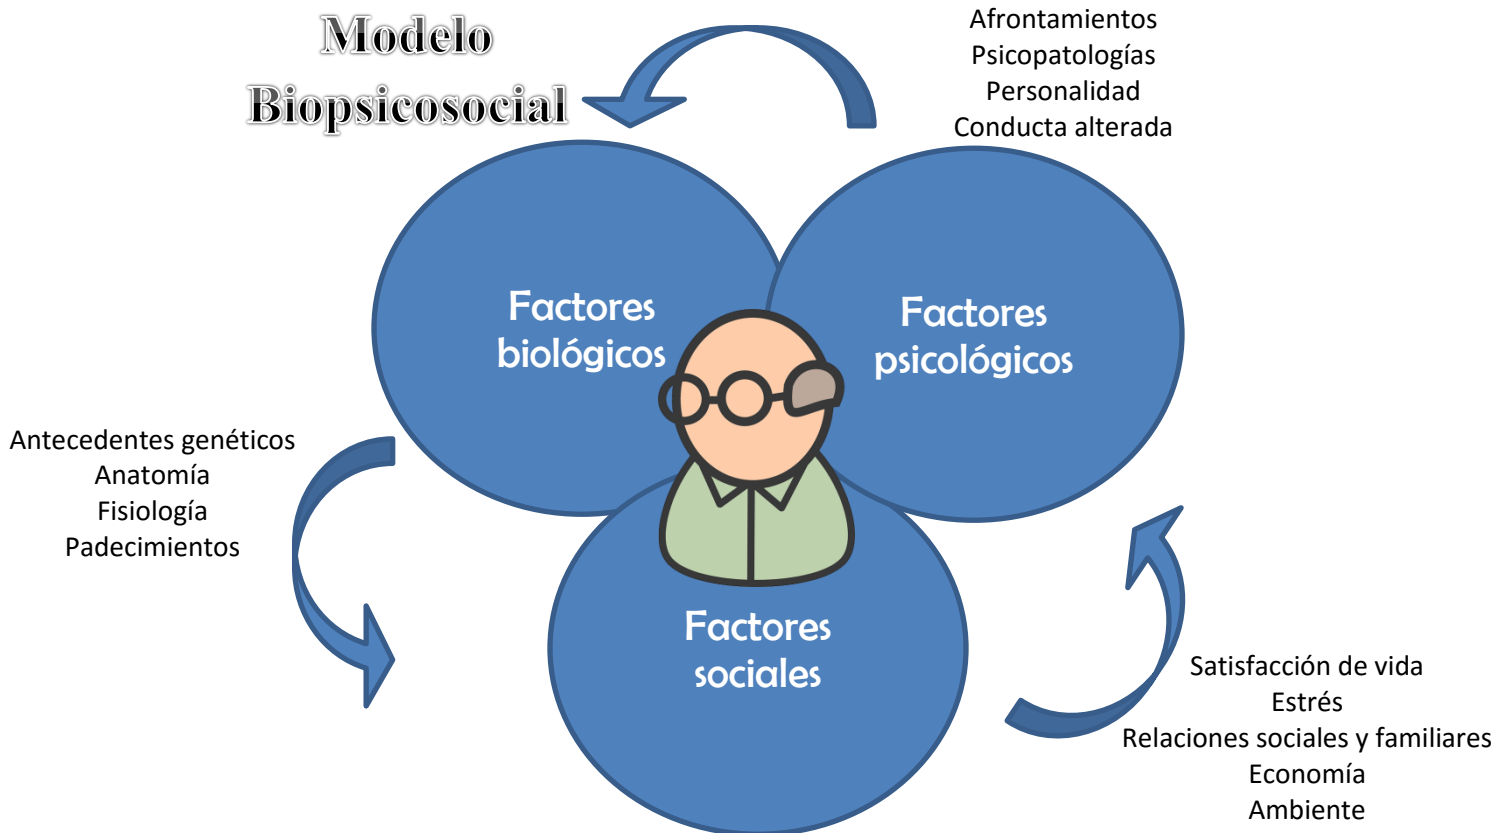 Modelo
Biopsicosocial
Afrontamientos
Psicopatologías
Personalidad
Conducta alterada
Factores
biológicos
Factores
psicológicos
Antecedentes genéticos
Anatomía
Fisiología
Padecimientos
Factores
sociales
Satisfacción de vida
Estrés
Relaciones sociales y familiares
Economía
Ambiente